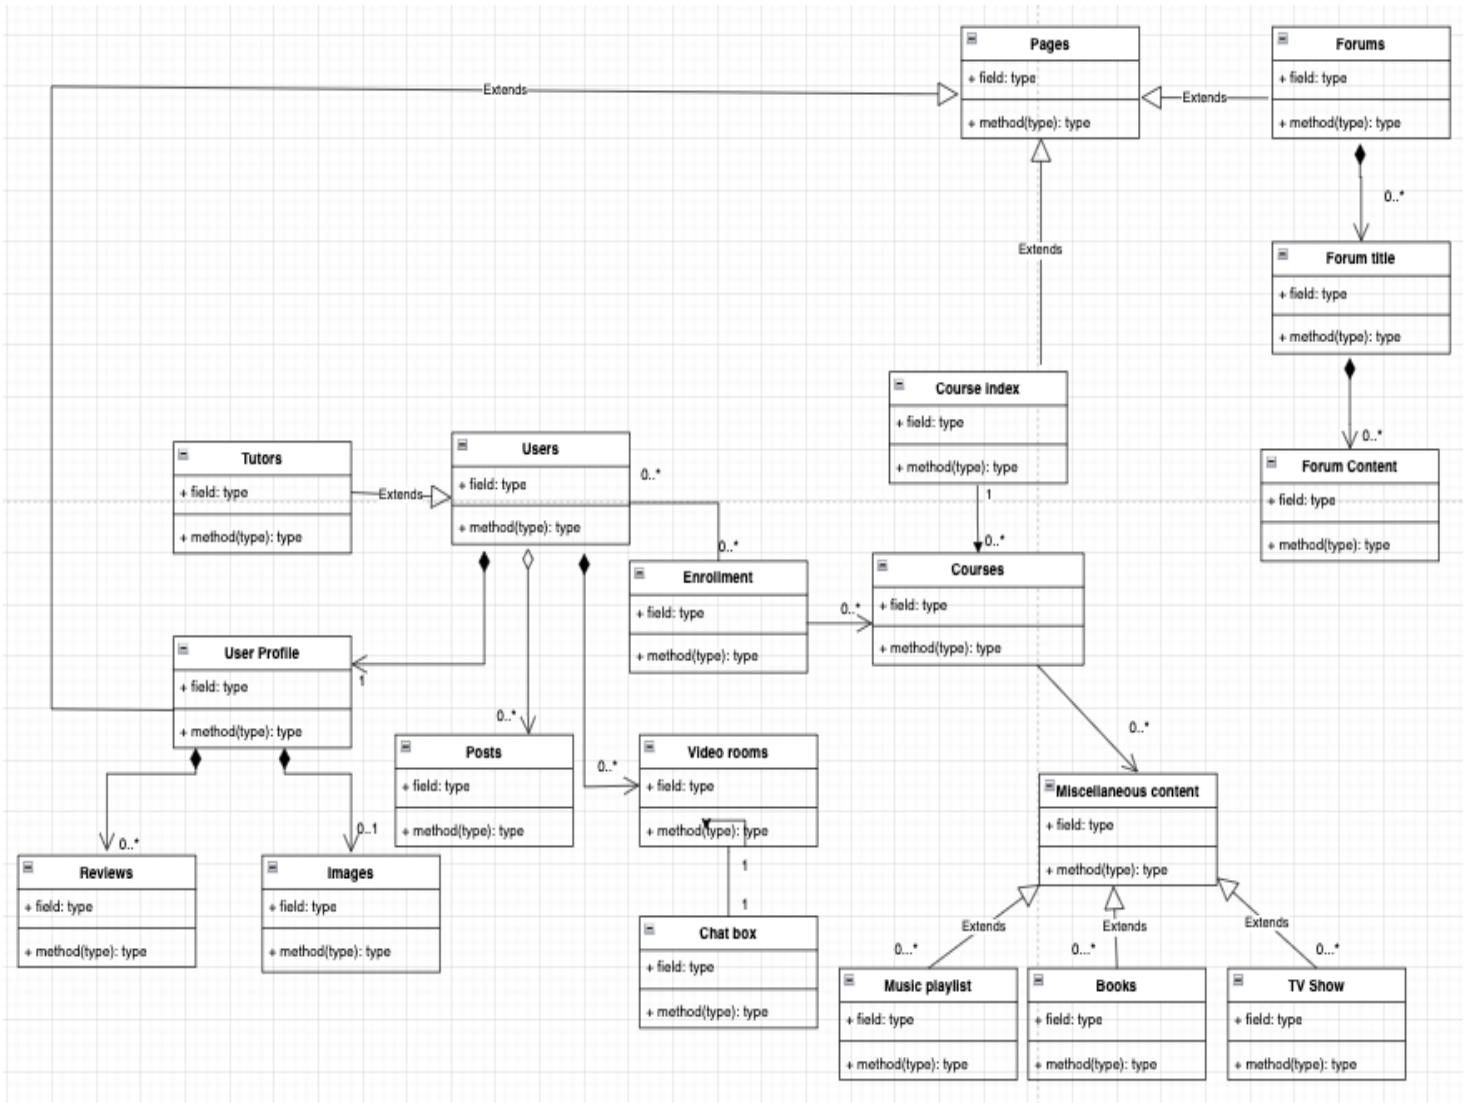 Pages
+ field: type
+ method(type): type
Forums
+ field: type
+ method(type): type
Extends
Extends
0..*
Forum title
+ field: type
+ method(type): type
Extends
0..*
Forum Content
+ field: type
+ method(type): type
Course index
+ field: type
+ method(type): type
1
0..*
Tutors
+ field: type
+ method(type): type
Extends
Users
+ field: type
+ method(type): type
0..*
0..*
Enrollment
+ field: type
+ method(type): type
0..*
Courses
+ field: type
+ method(type): type
User Profile
+ field: type
+ method(type): type
1
0..*
Posts
+ field: type
+ method(type): type
0..*
Video rooms
+ field: type
+ method(type): type
0..*
Miscellaneous content
+ field: type
+ method(type): type
0..*
Reviews
+ field: type
+ method(type): type
0..1
Images
+ field: type
+ method(type): type
1
1
Chat box
+ field: type
+ method(type): type
Extends
Extends
Extends
0...*
0...*
0...*
Music playlist
+ field: type
+ method(type): type
Books
+ field: type
+ method(type): type
TV Show
+ field: type
+ method(type): type